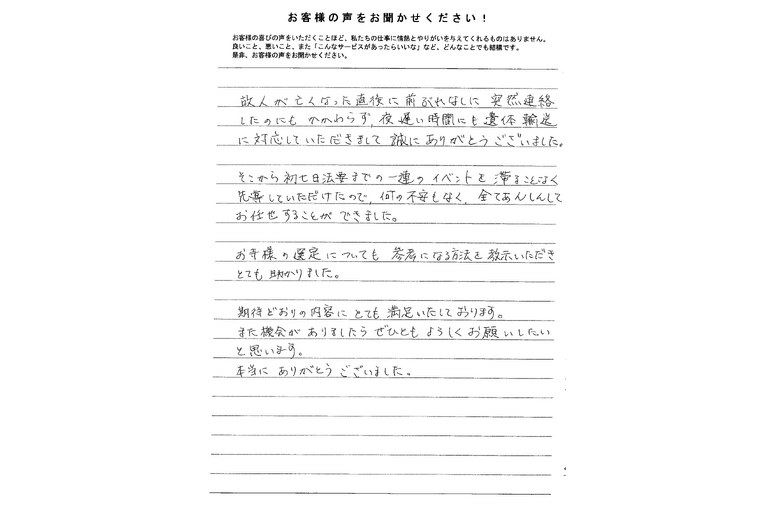 お客様の声をお聞かせください！
お客様の喜びの声をいただくことほど、私たちの仕事に情熱とやりがいを与えてくれるものはありません。
良いこと、悪いこと、また「こんなサービスがあったらいいな」など、どんなことでも結構です。
是非、お客様の声をお聞かせください。
故人が亡くなった直後に前ぶれなしに突然連絡
したのにもかかわらず、夜遅い時間にも遺体輸送
に対応していただきまして誠にありがとうございました。
そこから初七日法要までの一連のイベントを滞ることなく
先導していただけたので、何の不安もなく、全てあんしんして
お任せすることができました。
お寺様の選定についても参考になる方法を教示いただき
とても助かりました。
期待どおりの内容にとても満足いたしております。
また機会がありましたらぜひともよろしくお願いしたい
と思います。
本当にありがとうございました。